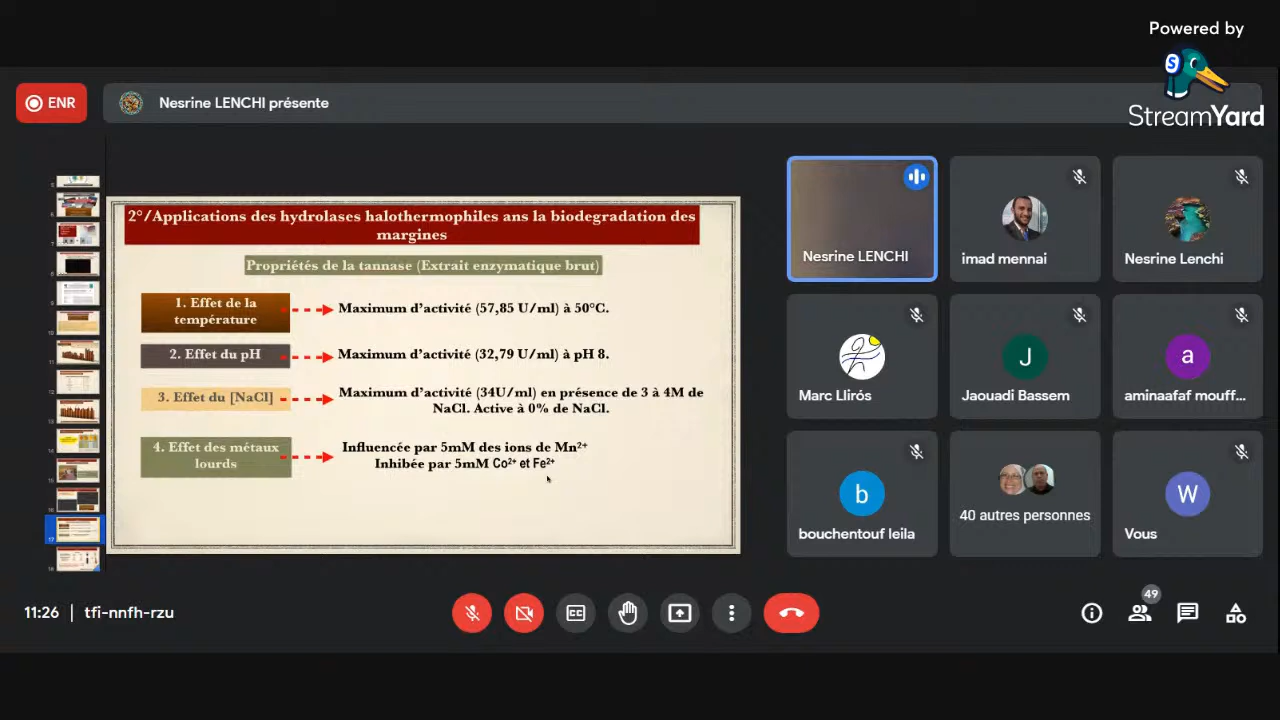 Powered by
S
StreamYard
ENR
Nesrine LENCHI présente
2°/Applications des hydrolases halothermophiles ans la biodegradation des
margines
Propriétés de la tannase (Extrait enzymatique brut)
1. Effet de la
température
Maximum d’activité (57,85 U/ml) à 50°C.
2. Effet du pH
Maximum d’activité (32,79 U/ml) à pH 8.
3. Effet du [NaCl]
Maximum d’activité (34U/ml) en présence de 3 à 4M de
NaCl. Active à 0% de NaCl.
4. Effet des métaux
lourds
Influencée par 5mM des ions de Mn²⁺
Inhibée par 5mM Co²⁺ et Fe²⁺
Nesrine LENCHI
imad mennai
Nesrine Lenchi
Marc Llirós
J
Jaouadi Bassem
a
aminaafaf mouff...
b
bouchentouf leila
40 autres personnes
W
Vous
11:26 | tfi-nnfh-rzu
CC
49